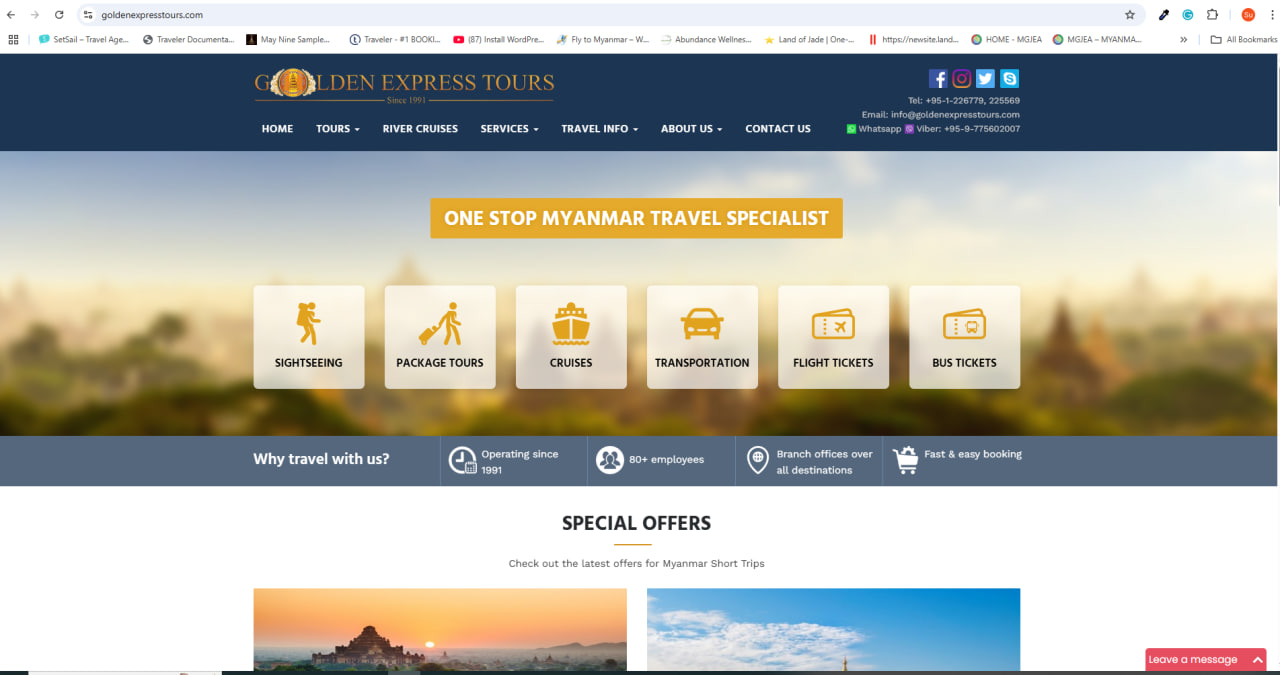 goldenexpresstours.com
Su
SetSail – Travel Age...
Traveler Documenta...
May Nine Sample...
Traveler - #1 BOOKI...
(87) Install WordPre...
Fly to Myanmar – W...
Abundance Wellnes...
Land of Jade | One-...
https://newsite.land...
HOME - MGJEA
MGJEA – MYANMA...
All Bookmarks
GOLDEN EXPRESS TOURS
Since 1991
Tel: +95-1-226779, 225569
Email: info@goldenexpresstours.com
Whatsapp Viber: +95-9-775602007
HOME TOURS RIVER CRUISES SERVICES TRAVEL INFO ABOUT US CONTACT US
ONE STOP MYANMAR TRAVEL SPECIALIST
SIGHTSEEING
PACKAGE TOURS
CRUISES
TRANSPORTATION
FLIGHT TICKETS
BUS TICKETS
Why travel with us?
Operating since
1991
80+ employees
Branch offices over
all destinations
Fast & easy booking
SPECIAL OFFERS
Check out the latest offers for Myanmar Short Trips
Leave a message